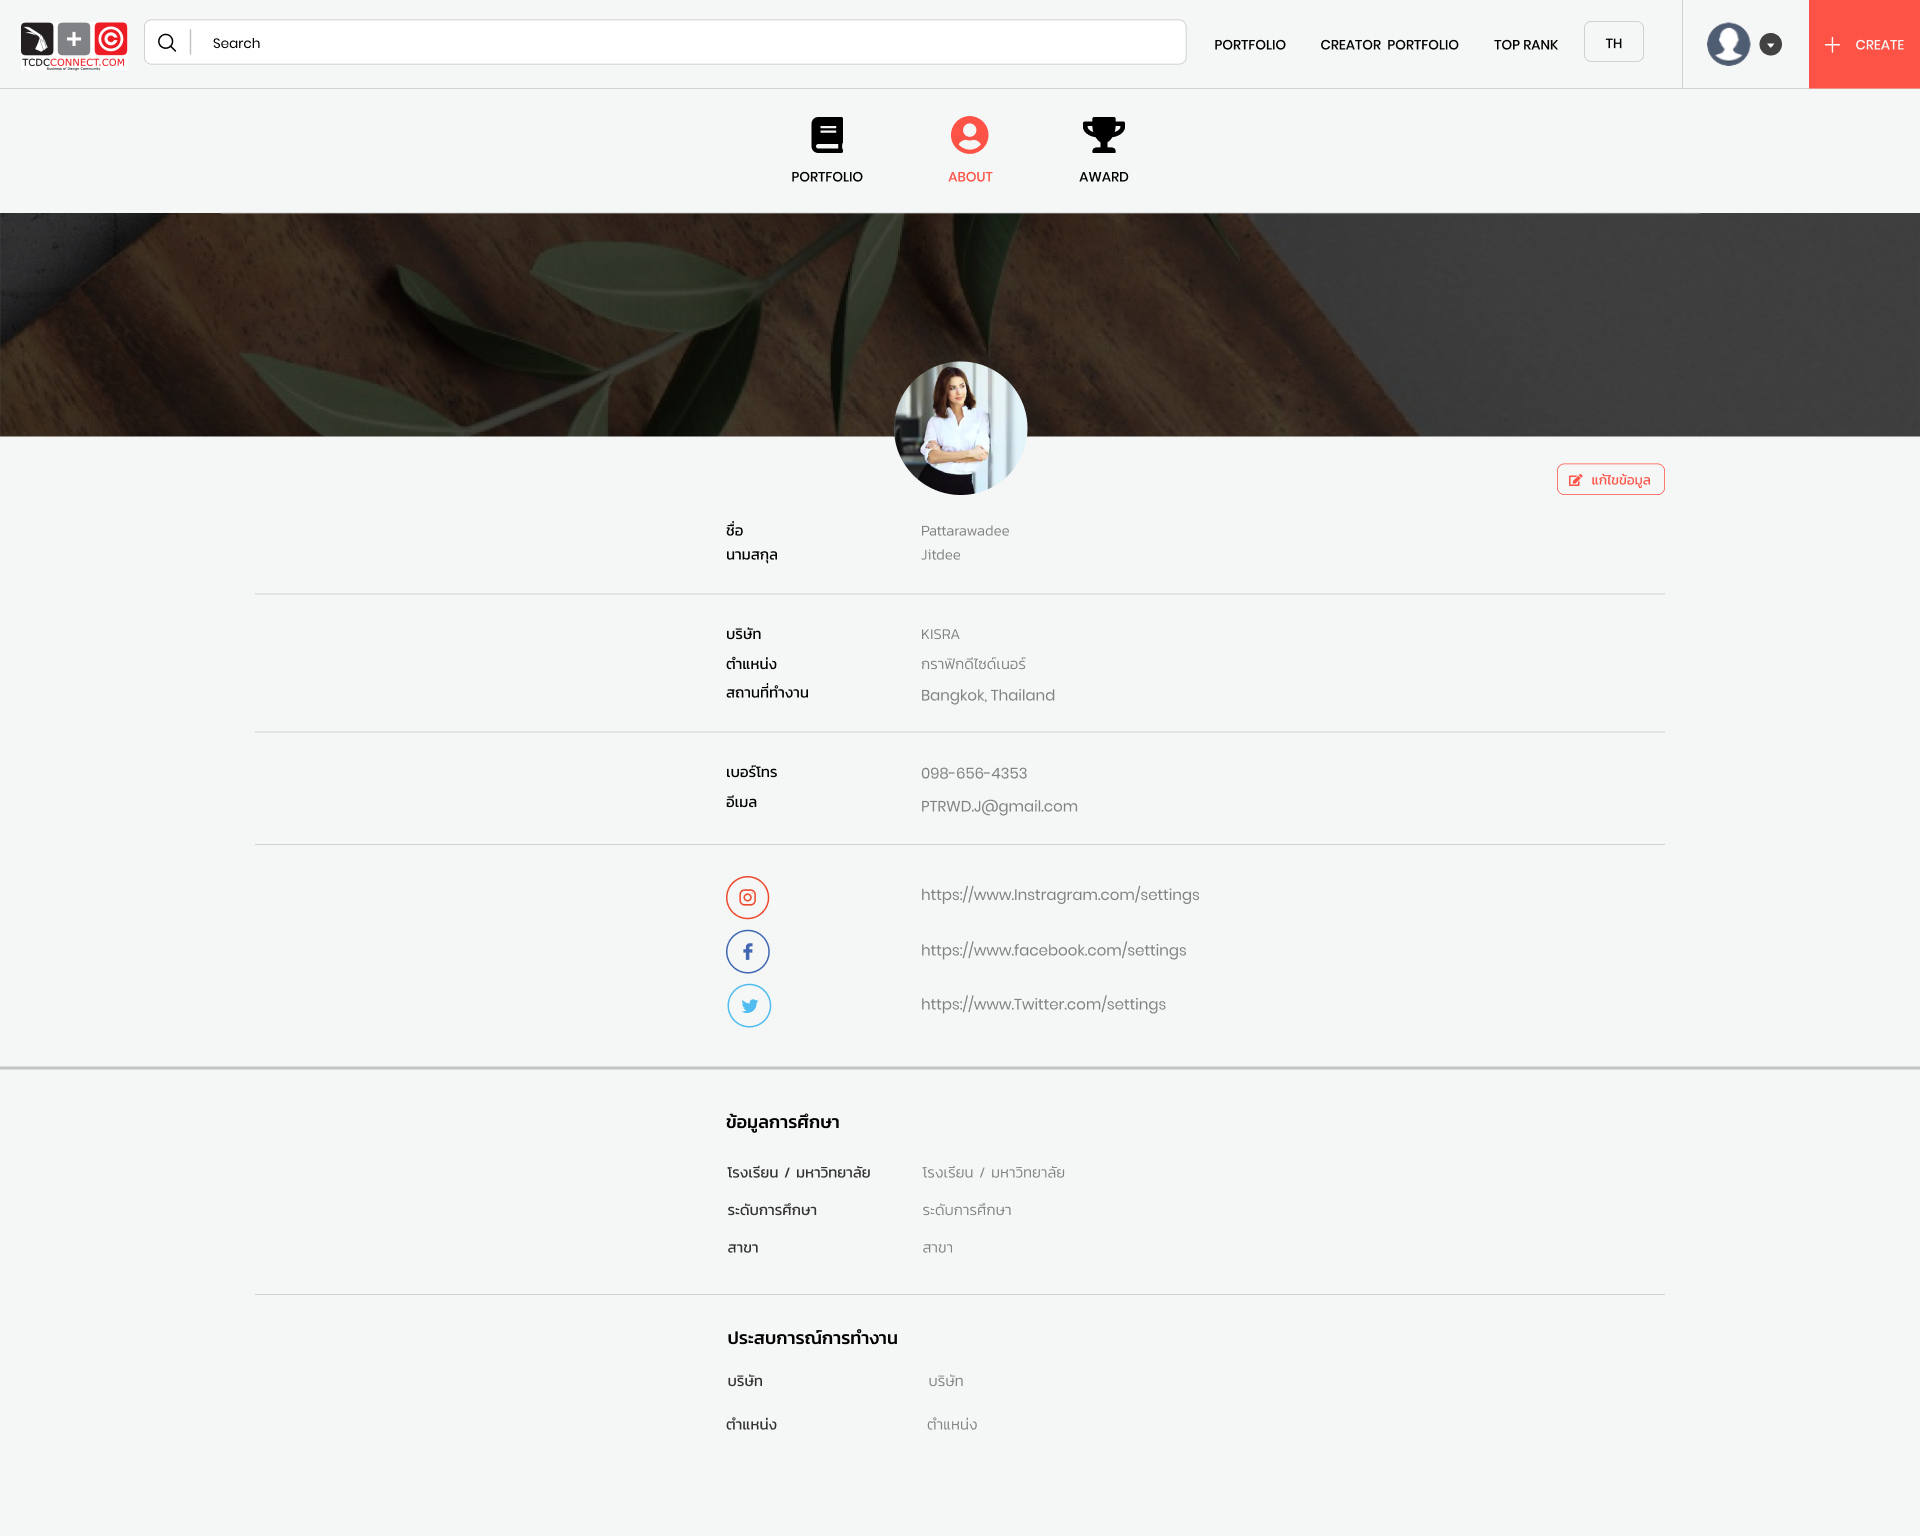 TCDCCONNECT.COM
Business of Design Community
Search
PORTFOLIO
CREATOR PORTFOLIO
TOP RANK
TH
CREATE
PORTFOLIO
ABOUT
AWARD
แก้ไขข้อมูล
ชื่อ Pattarawadee
นามสกุล Jitdee
บริษัท KISRA
ตำแหน่ง กราฟิกดีไซด์เนอร์
สถานที่ทำงาน Bangkok, Thailand
เบอร์โทร 098-656-4353
อีเมล PTRWD.J@gmail.com
https://www.Instragram.com/settings
https://www.facebook.com/settings
https://www.Twitter.com/settings
ข้อมูลการศึกษา
โรงเรียน / มหาวิทยาลัย โรงเรียน / มหาวิทยาลัย
ระดับการศึกษา ระดับการศึกษา
สาขา สาขา
ประสบการณ์การทำงาน
บริษัท บริษัท
ตำแหน่ง ตำแหน่ง